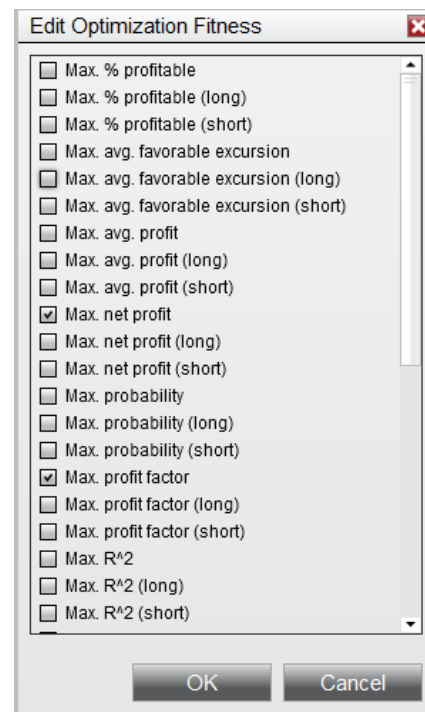 Edit Optimization Fitness
Max. % profitable
Max. % profitable (long)
Max. % profitable (short)
Max. avg. favorable excursion
Max. avg. favorable excursion (long)
Max. avg. favorable excursion (short)
Max. avg. profit
Max. avg. profit (long)
Max. avg. profit (short)
Max. net profit
Max. net profit (long)
Max. net profit (short)
Max. probability
Max. probability (long)
Max. probability (short)
Max. profit factor
Max. profit factor (long)
Max. profit factor (short)
Max. R^2
Max. R^2 (long)
Max. R^2 (short)
OK Cancel